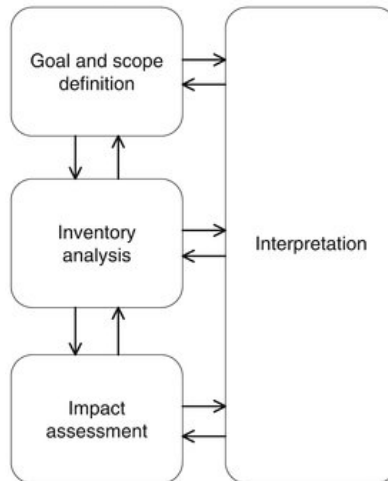 Goal and scope
definition
Inventory
analysis
Interpretation
Impact
assessment